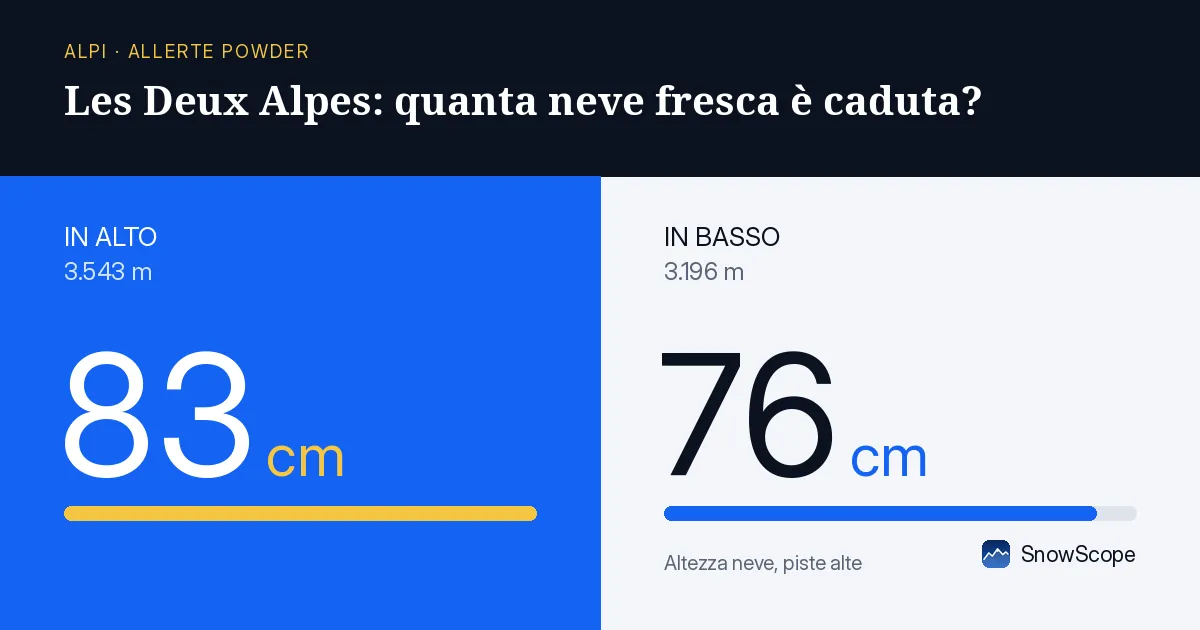 ALPI · ALLERTE POWDER
Les Deux Alpes: quanta neve fresca è caduta?
IN ALTO
3.543 m
83 cm
IN BASSO
3.196 m
76 cm
Altezza neve, piste alte
SnowScope